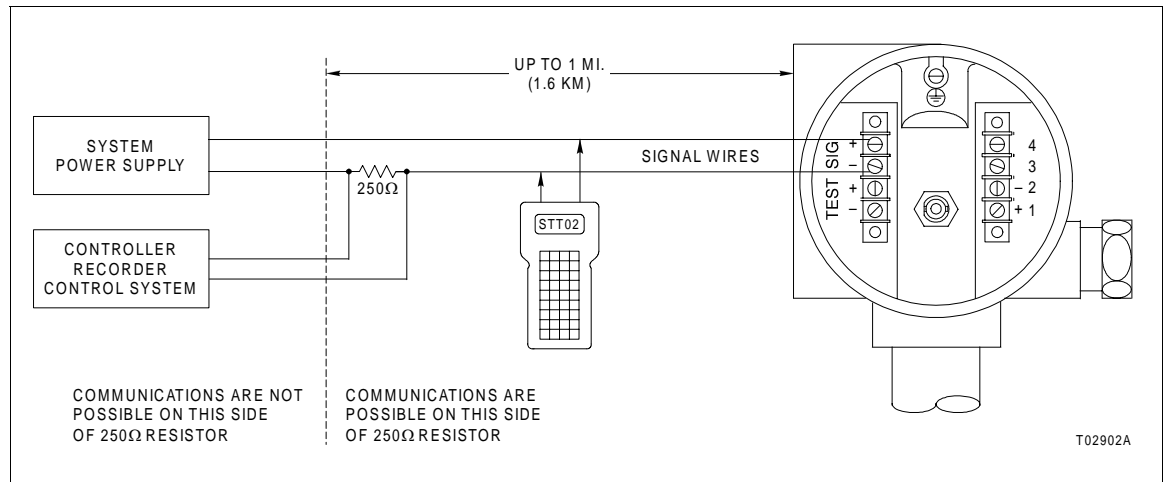 UP TO 1 MI.
(1.6 KM)
SYSTEM
POWER SUPPLY
250Ω
SIGNAL WIRES
CONTROLLER
RECORDER
CONTROL SYSTEM
STT02
TEST SIG
+
−
+
−
4
3
− 2
+ 1
COMMUNICATIONS ARE NOT
POSSIBLE ON THIS SIDE
OF 250Ω RESISTOR
COMMUNICATIONS ARE
POSSIBLE ON THIS SIDE
OF 250Ω RESISTOR
T02902A